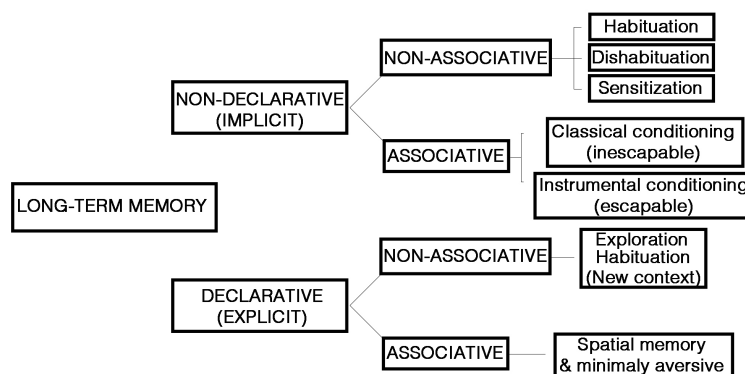 Habituation
NON-ASSOCIATIVE
Dishabituation
Sensitization
NON-DECLARATIVE
(IMPLICIT)
Classical conditioning
(inescapable)
ASSOCIATIVE
Instrumental conditioning
(escapable)
LONG-TERM MEMORY
Exploration
Habituation
(New context)
NON-ASSOCIATIVE
DECLARATIVE
(EXPLICIT)
Spatial memory
& minimaly aversive
ASSOCIATIVE